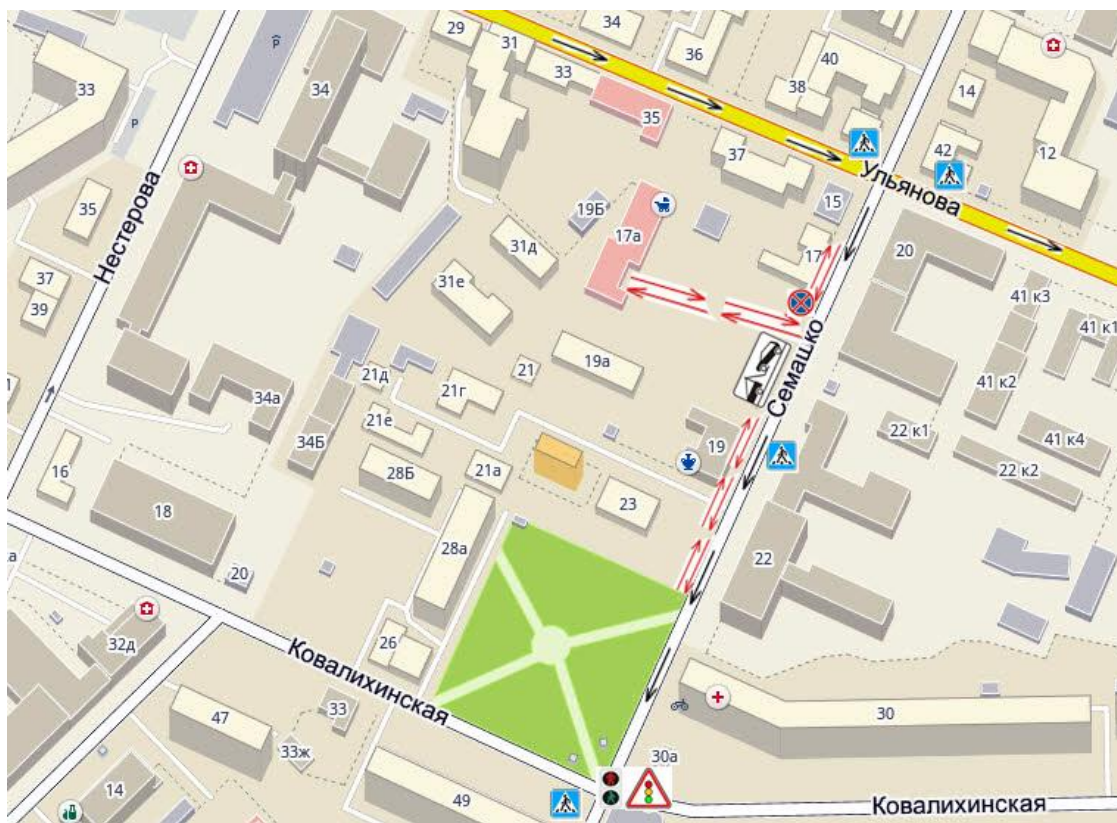 29
31
34
33
36
40
38
14
12
42
33
34
35
37
Ульянова
15
Нестерова
35
19Б
17а
31д
17
20
37
39
31е
41 к3
41 к1
Семашко
21д
21
19а
21г
41 к2
34а
34Б
21е
19
22 к1
41 к4
16
28Б
21а
23
22 к2
18
28а
22
20
32д
26
Ковалихинская
47
33
30
33ж
30а
14
49
Ковалихинская